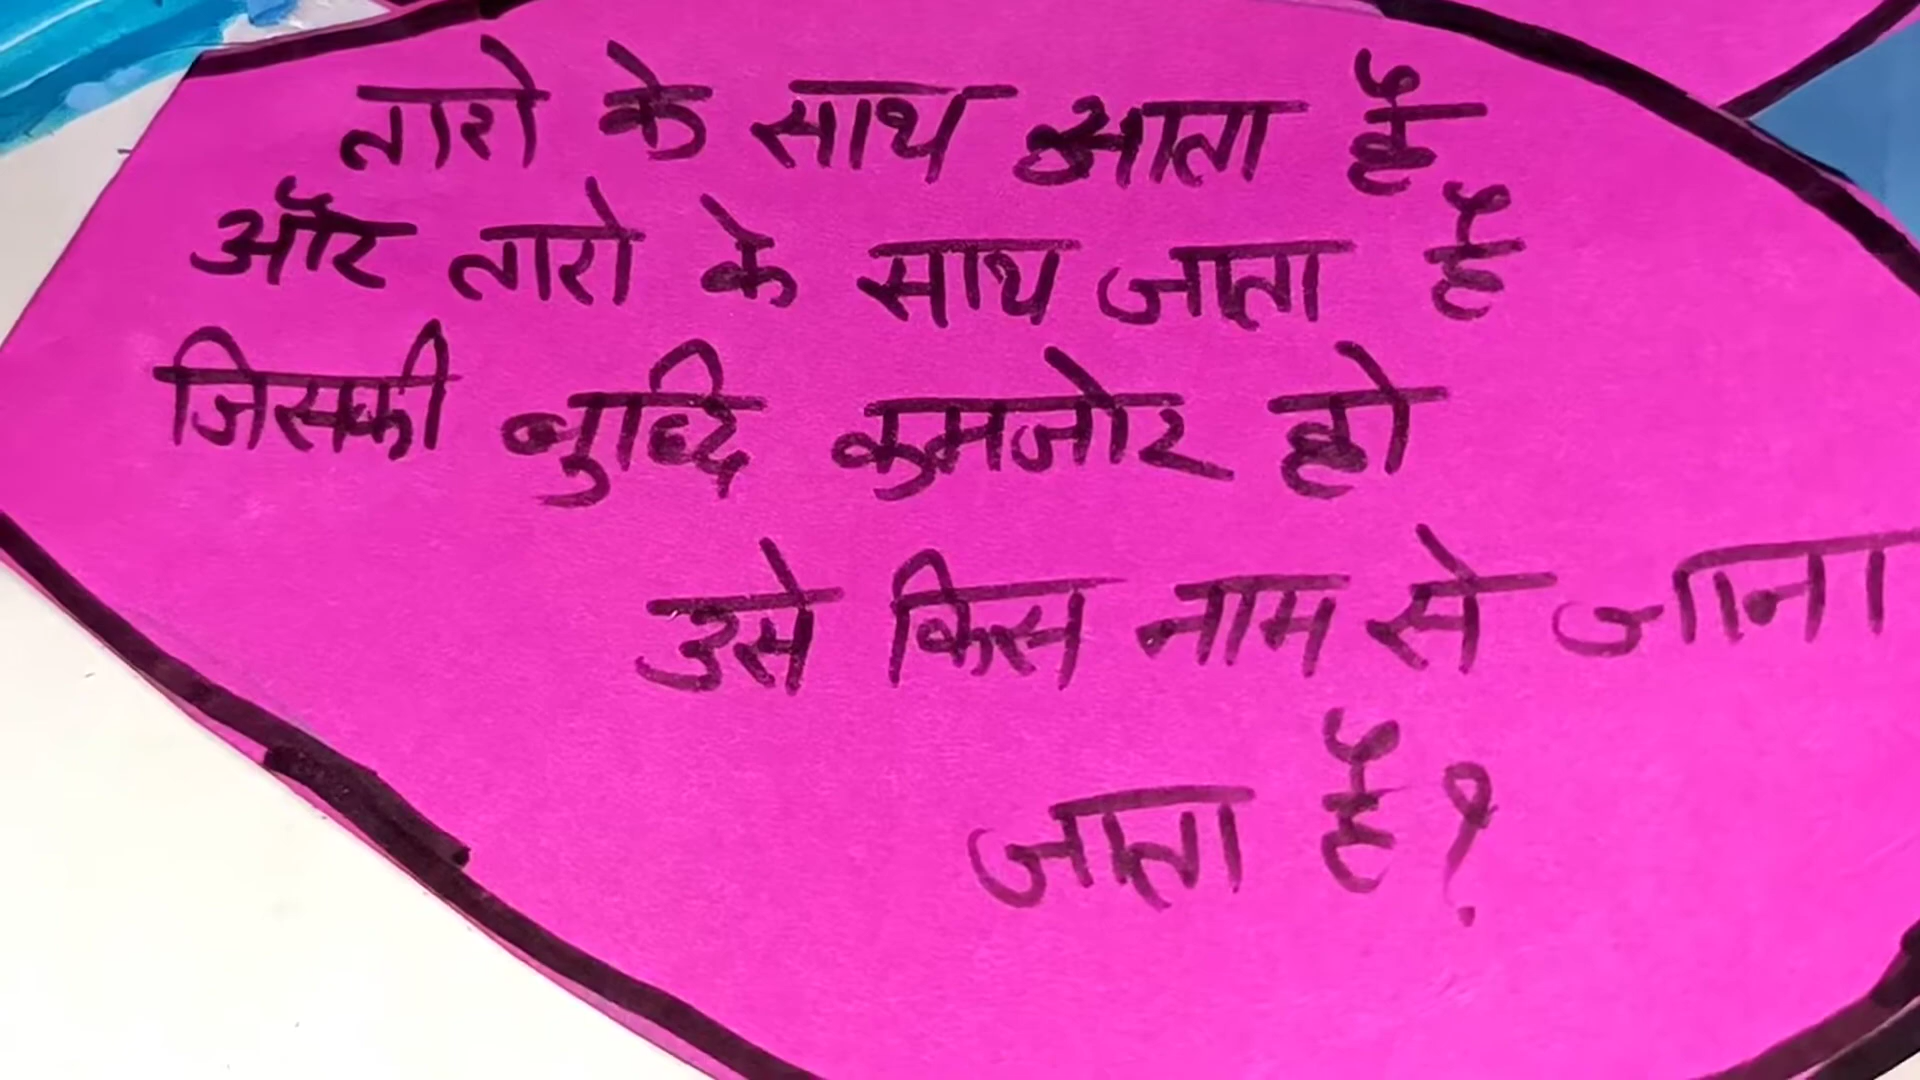 तारो के साथ आता है
और तारो के साथ जाता है
जिसकी बुद्धि कमजोर हो
उसे किस नाम से जाना
जाता है?